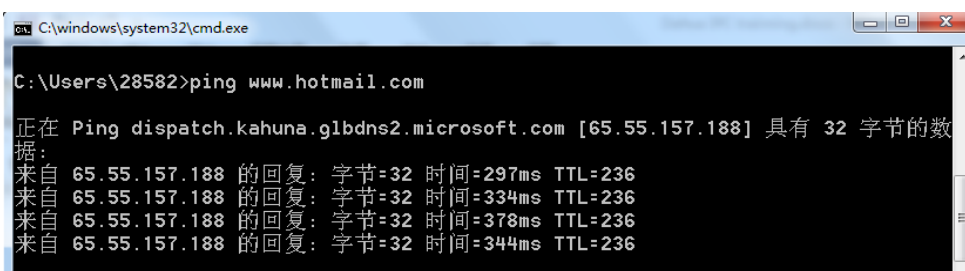 C:\windows\system32\cmd.exe
C:\Users\28582>ping www.hotmail.com
正在 Ping dispatch.kahuna.glbdns2.microsoft.com [65.55.157.188] 具有 32 字节的数
据:
来自 65.55.157.188 的回复: 字节=32 时间=297ms TTL=236
来自 65.55.157.188 的回复: 字节=32 时间=334ms TTL=236
来自 65.55.157.188 的回复: 字节=32 时间=378ms TTL=236
来自 65.55.157.188 的回复: 字节=32 时间=344ms TTL=236